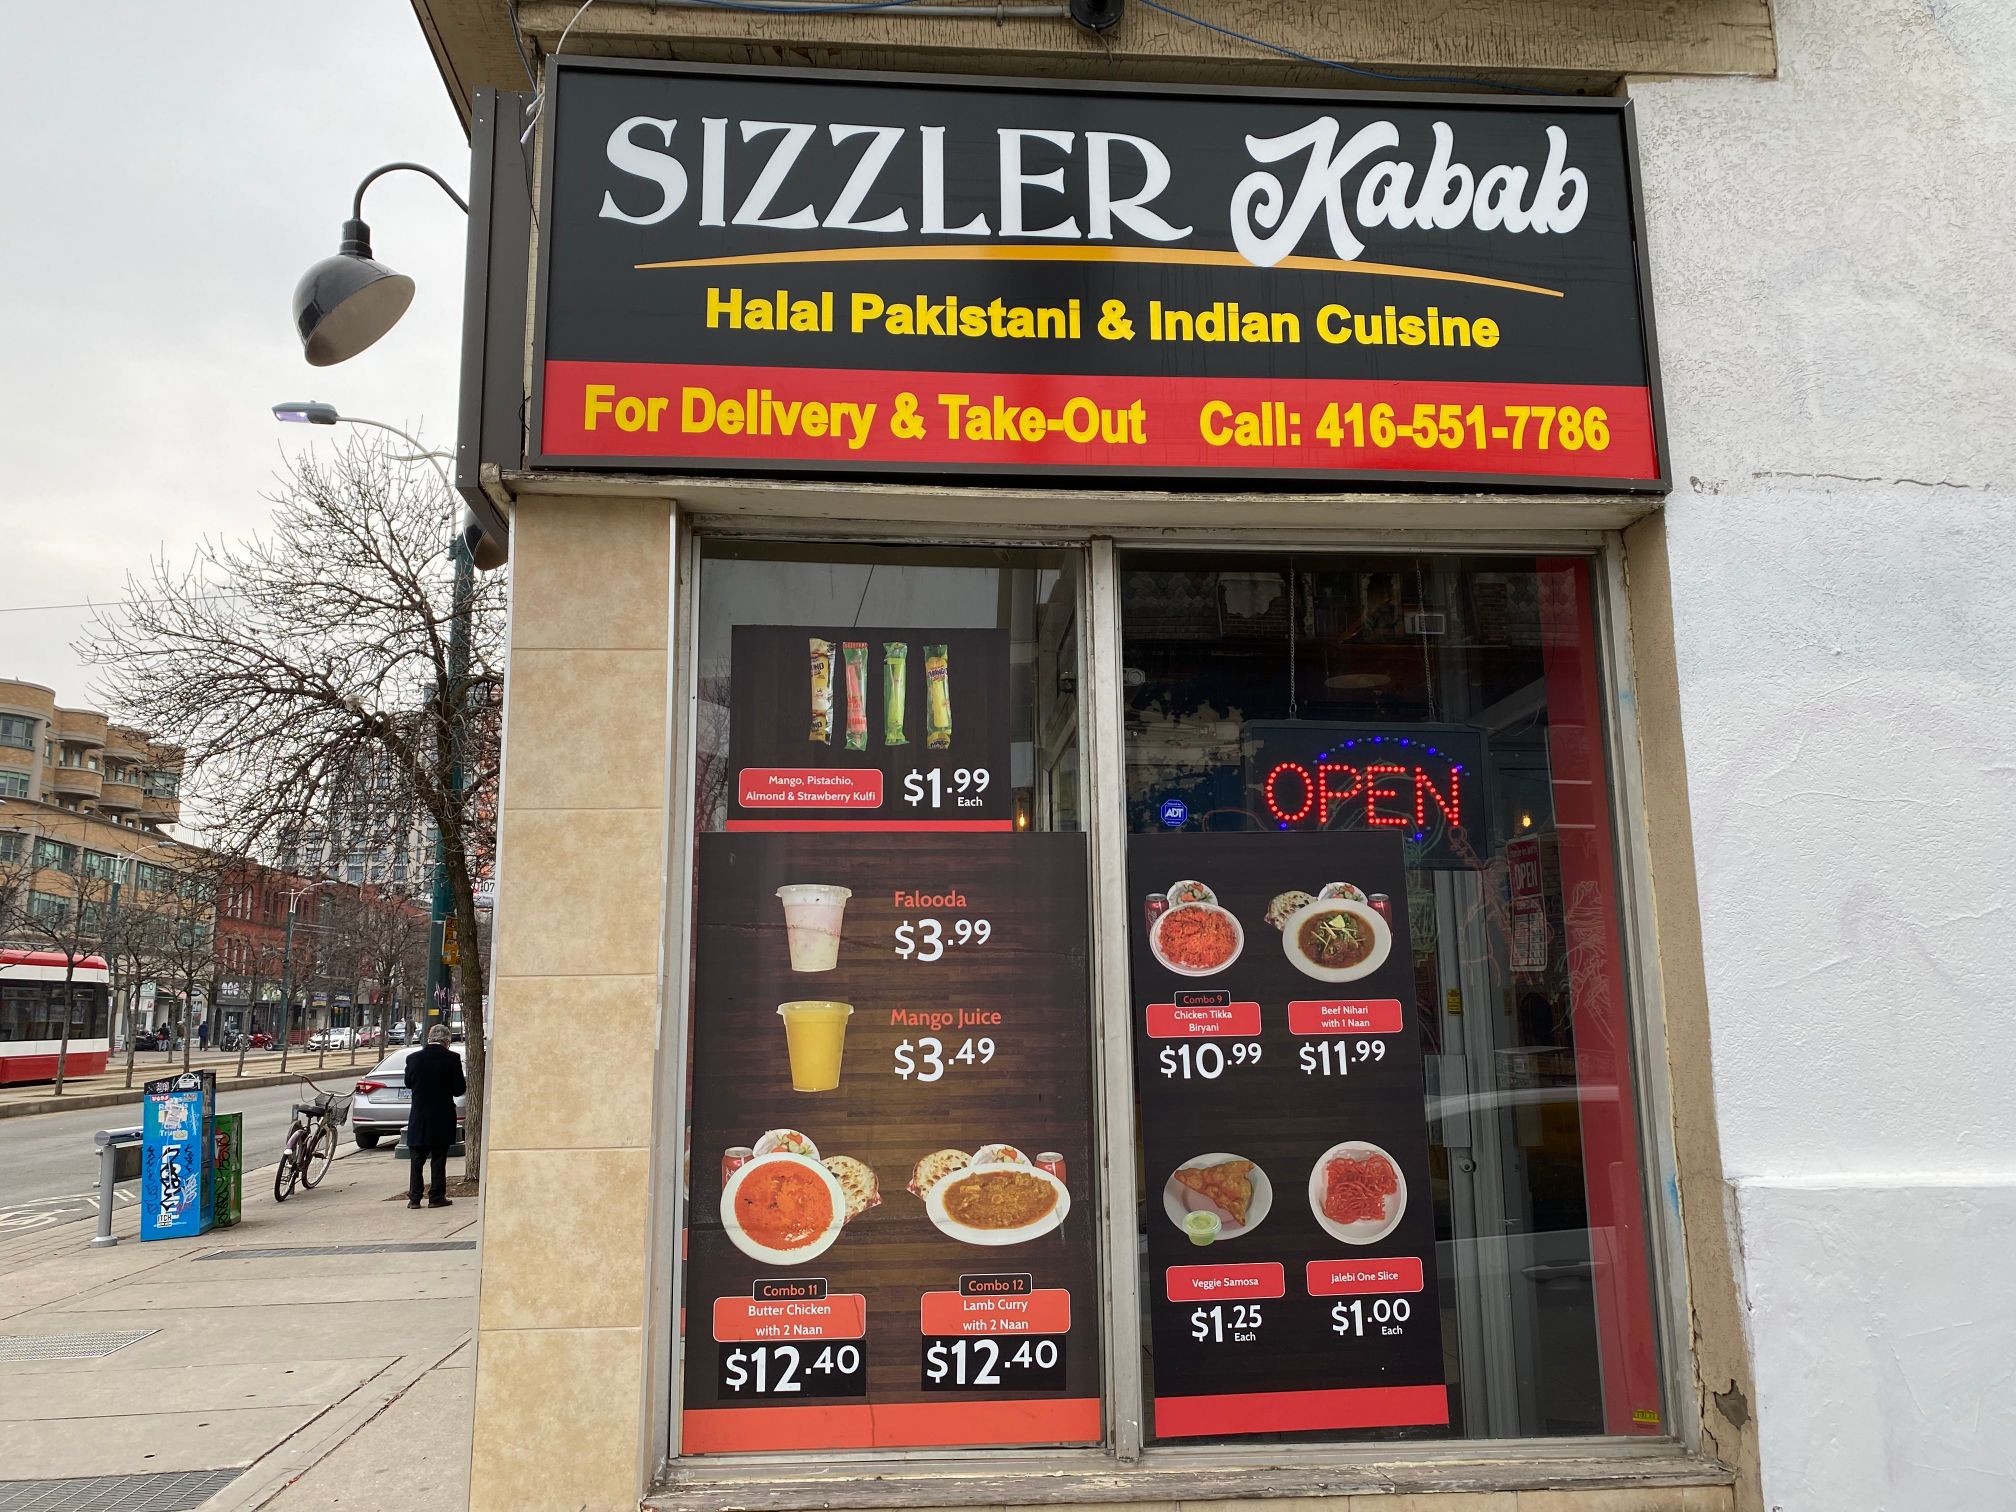 SIZZLER Kabab
Halal Pakistani & Indian Cuisine
For Delivery & Take-Out Call: 416-551-7786
Mango, Pistachio,
Almond & Strawberry Kulfi
$1.99
Each
OPEN
ADT
OPEN
Falooda
$3.99
Mango Juice
$3.49
Combo 9
Chicken Tikka
Biryani
$10.99
Beef Nihari
with 1 Naan
$11.99
Combo 11
Butter Chicken
with 2 Naan
$12.40
Combo 12
Lamb Curry
with 2 Naan
$12.40
Veggie Samosa
$1.25
Each
Jalebi One Slice
$1.00
Each